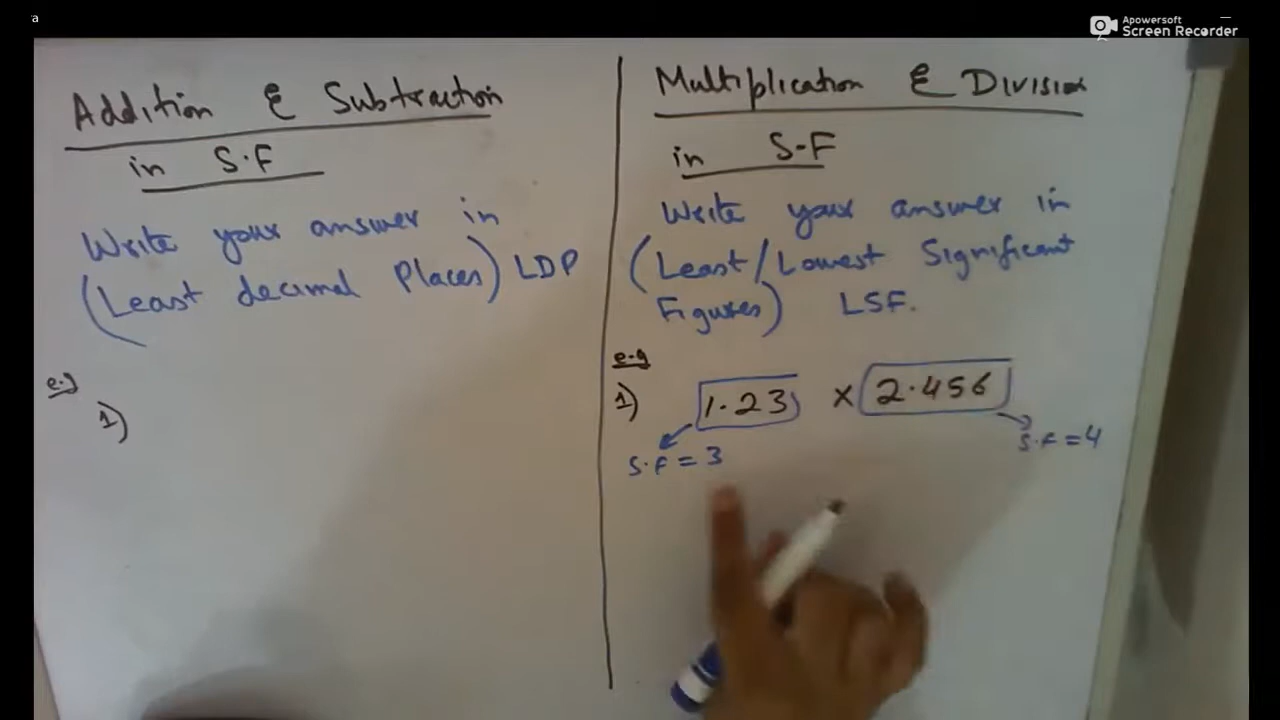 ra
Apowersoft
Screen Recorder
Addition & Subtraction
in S.F
Write your answer in
(Least decimal Places) LDP
e.g
1)
Multiplication & Division
in S-F
Write your answer in
(Least/Lowest Significant
Figures) LSF.
e-g
1) 1.23 x 2.456
S.F = 3
S.F = 4